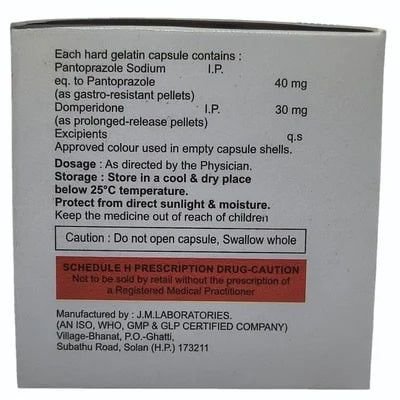 Each hard gelatin capsule contains :
Pantoprazole Sodium I.P.
eq. to Pantoprazole 40 mg
(as gastro-resistant pellets)
Domperidone I.P. 30 mg
(as prolonged-release pellets)
Excipients q.s
Approved colour used in empty capsule shells.
Dosage : As directed by the Physician.
Storage : Store in a cool & dry place
below 25°C temperature.
Protect from direct sunlight & moisture.
Keep the medicine out of reach of children
Caution : Do not open capsule, Swallow whole
SCHEDULE H PRESCRIPTION DRUG-CAUTION
Not to be sold by retail without the prescription of
a Registered Medical Practitioner
Manufactured by : J.M.LABORATORIES.
(AN ISO, WHO, GMP & GLP CERTIFIED COMPANY)
Village-Bhanat, P.O.-Ghatti,
Subathu Road, Solan (H.P.) 173211